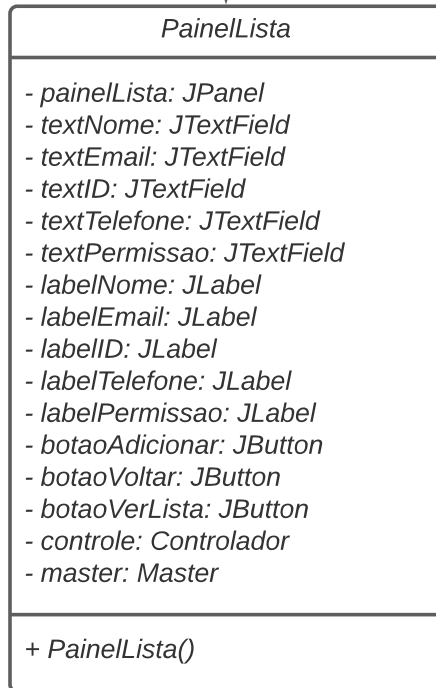 PainelLista
- painelLista: JPanel
- textNome: JTextField
- textEmail: JTextField
- textID: JTextField
- textTelefone: JTextField
- textPermissao: JTextField
- labelNome: JLabel
- labelEmail: JLabel
- labelID: JLabel
- labelTelefone: JLabel
- labelPermissao: JLabel
- botaoAdicionar: JButton
- botaoVoltar: JButton
- botaoVerLista: JButton
- controle: Controlador
- master: Master
+ PainelLista()